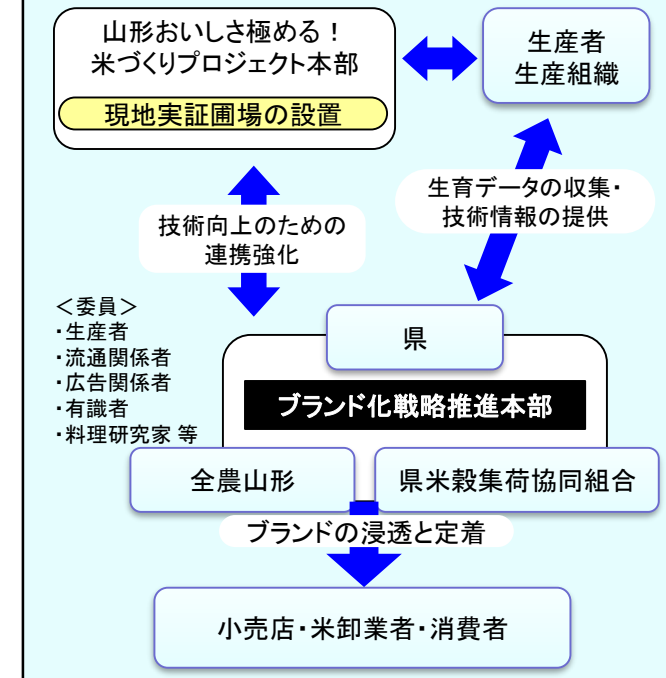 山形おいしさ極める！
米づくりプロジェクト本部
現地実証圃場の設置
生産者
生産組織
生育データの収集・
技術情報の提供
技術向上のための
連携強化
＜委員＞
・生産者
・流通関係者
・広告関係者
・有識者
・料理研究家 等
県
ブランド化戦略推進本部
全農山形
県米穀集荷協同組合
ブランドの浸透と定着
小売店・米卸業者・消費者